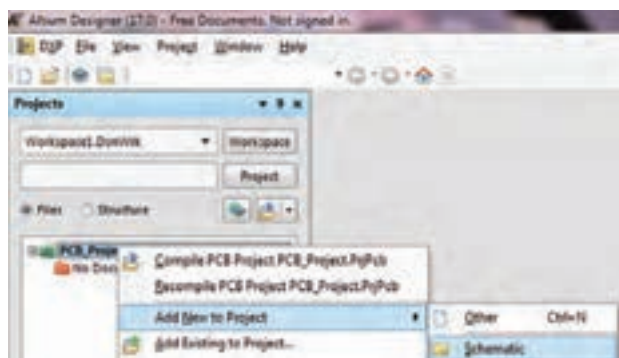 Altium Designer (17.0) - Free Documents. Not signed in.
DXP File View Project Window Help
Projects
Workspace1.DsnWrk Workspace
Project
Files Structure
PCB_Proje
No Doc
Compile PCB Project PCB_Project.PrjPcb
Recompile PCB Project PCB_Project.PrjPcb
Add New to Project
Other Ctrl+N
Add Existing to Project...
Schematic